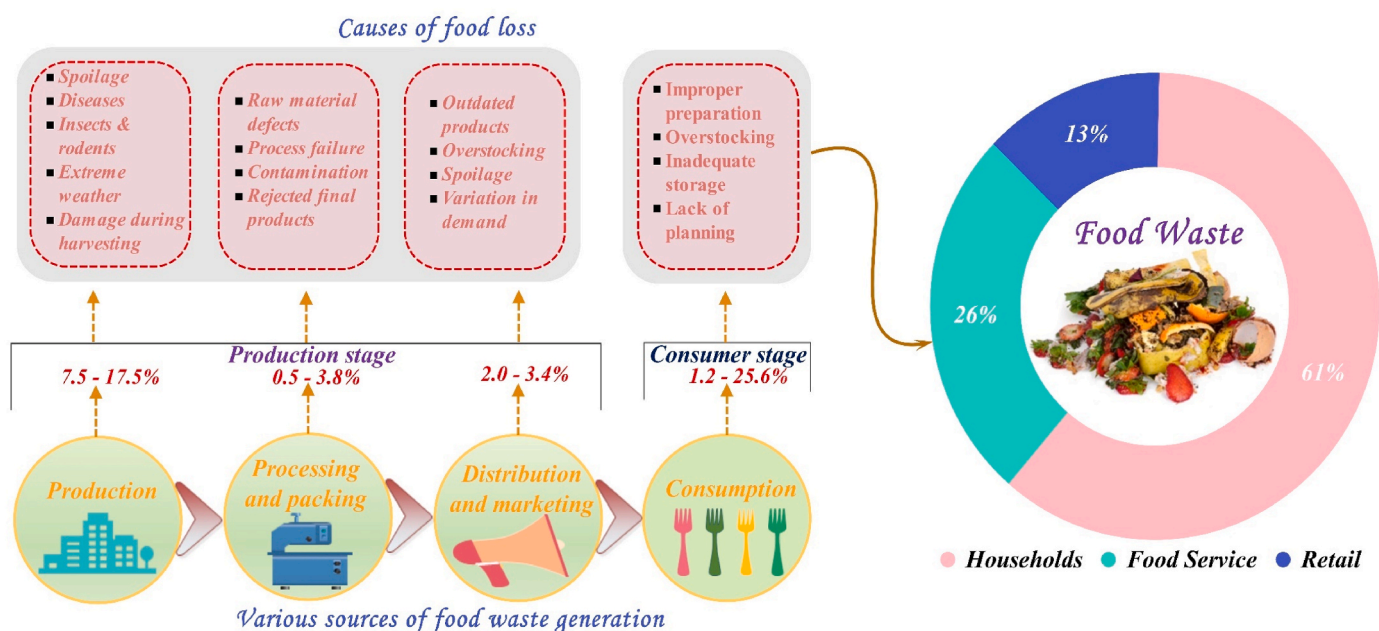 Causes of food loss
Spoilage
Diseases
Insects &
rodents
Extreme
weather
Damage during
harvesting
Raw material
defects
Process failure
Contamination
Rejected final
products
Outdated
products
Overstocking
Spoilage
Variation in
demand
Improper
preparation
Overstocking
Inadequate
storage
Lack of
planning
Production stage
7.5 - 17.5%
0.5 - 3.8%
2.0 - 3.4%
Consumer stage
1.2 - 25.6%
Production
Processing
and packing
Distribution
and marketing
Consumption
Various sources of food waste generation
13%
Food Waste
26%
61%
Households
Food Service
Retail